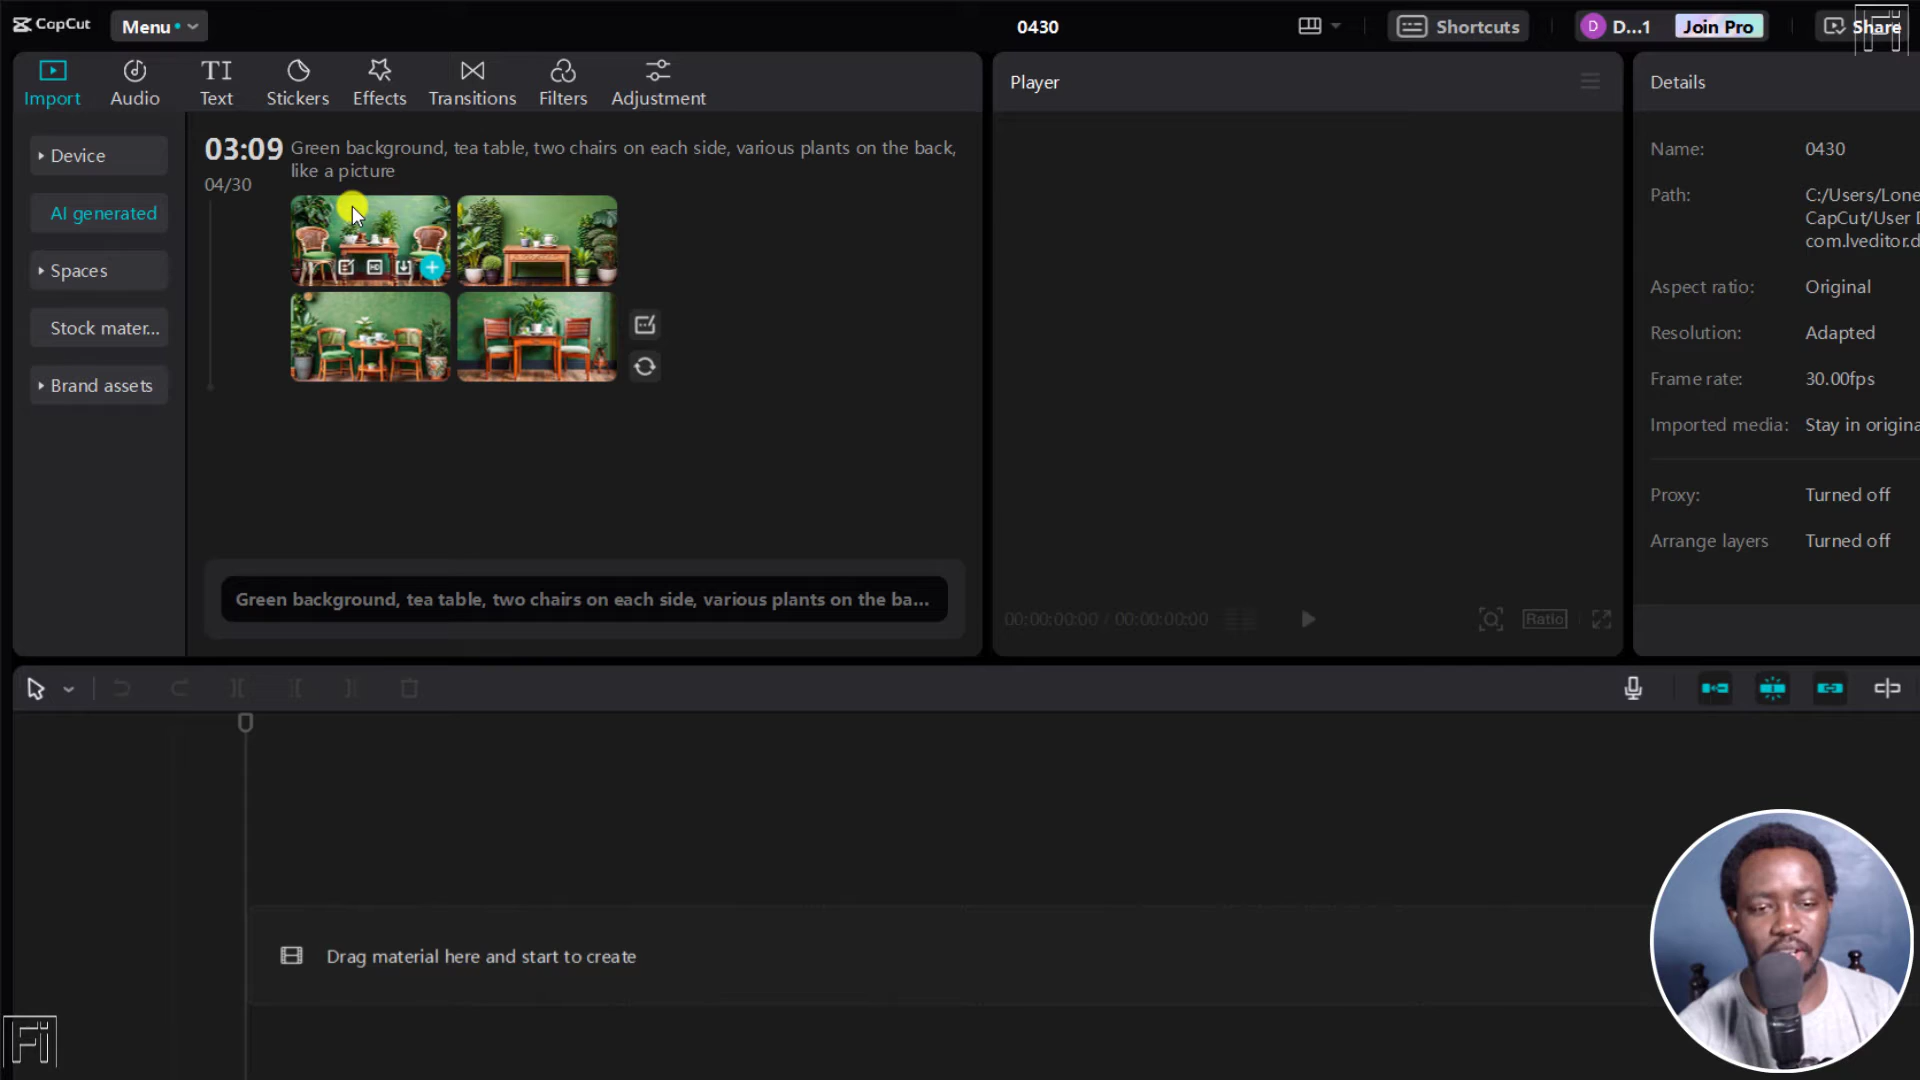 CapCut
Menu
0430
Shortcuts
D...1
Join Pro
Share
Fi
Import
Audio
Text
Stickers
Effects
Transitions
Filters
Adjustment
Player
Details
Device
AI generated
Spaces
Stock mater...
Brand assets
03:09
04/30
Green background, tea table, two chairs on each side, various plants on the back,
like a picture
HD
Green background, tea table, two chairs on each side, various plants on the ba...
00:00:00:00 / 00:00:00:00
Ratio
Name: 0430
Path: C:/Users/Lone
CapCut/User D
com.lveditor.d
Aspect ratio: Original
Resolution: Adapted
Frame rate: 30.00fps
Imported media: Stay in origina
Proxy: Turned off
Arrange layers Turned off
Drag material here and start to create
Fi